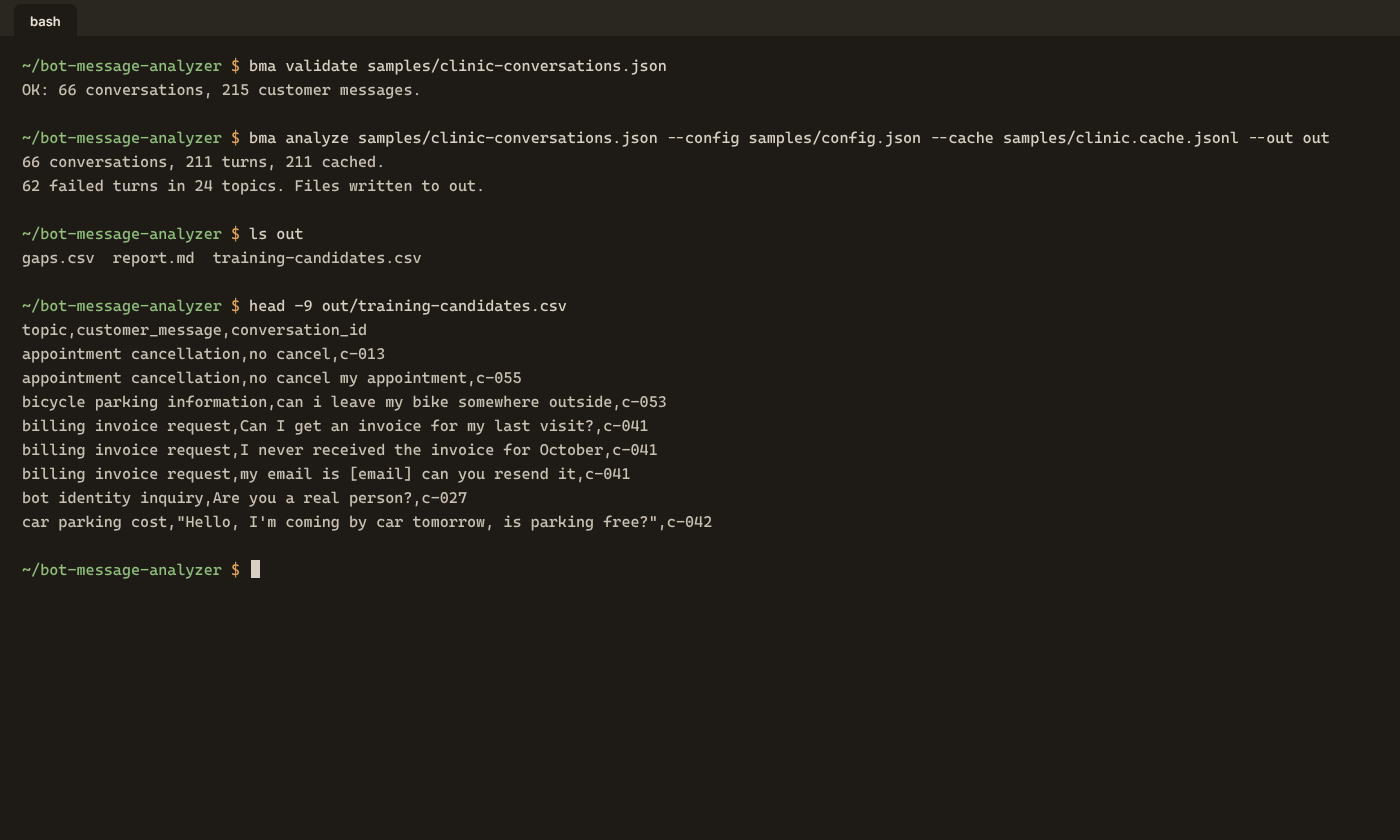 bash
~/bot-message-analyzer $ bma validate samples/clinic-conversations.json
OK: 66 conversations, 215 customer messages.
~/bot-message-analyzer $ bma analyze samples/clinic-conversations.json --config samples/config.json --cache samples/clinic.cache.jsonl --out out
66 conversations, 211 turns, 211 cached.
62 failed turns in 24 topics. Files written to out.
~/bot-message-analyzer $ ls out
gaps.csv  report.md  training-candidates.csv
~/bot-message-analyzer $ head -9 out/training-candidates.csv
topic,customer_message,conversation_id
appointment cancellation,no cancel,c-013
appointment cancellation,no cancel my appointment,c-055
bicycle parking information,can i leave my bike somewhere outside,c-053
billing invoice request,Can I get an invoice for my last visit?,c-041
billing invoice request,I never received the invoice for October,c-041
billing invoice request,my email is [email] can you resend it,c-041
bot identity inquiry,Are you a real person?,c-027
car parking cost,"Hello, I'm coming by car tomorrow, is parking free?",c-042
~/bot-message-analyzer $